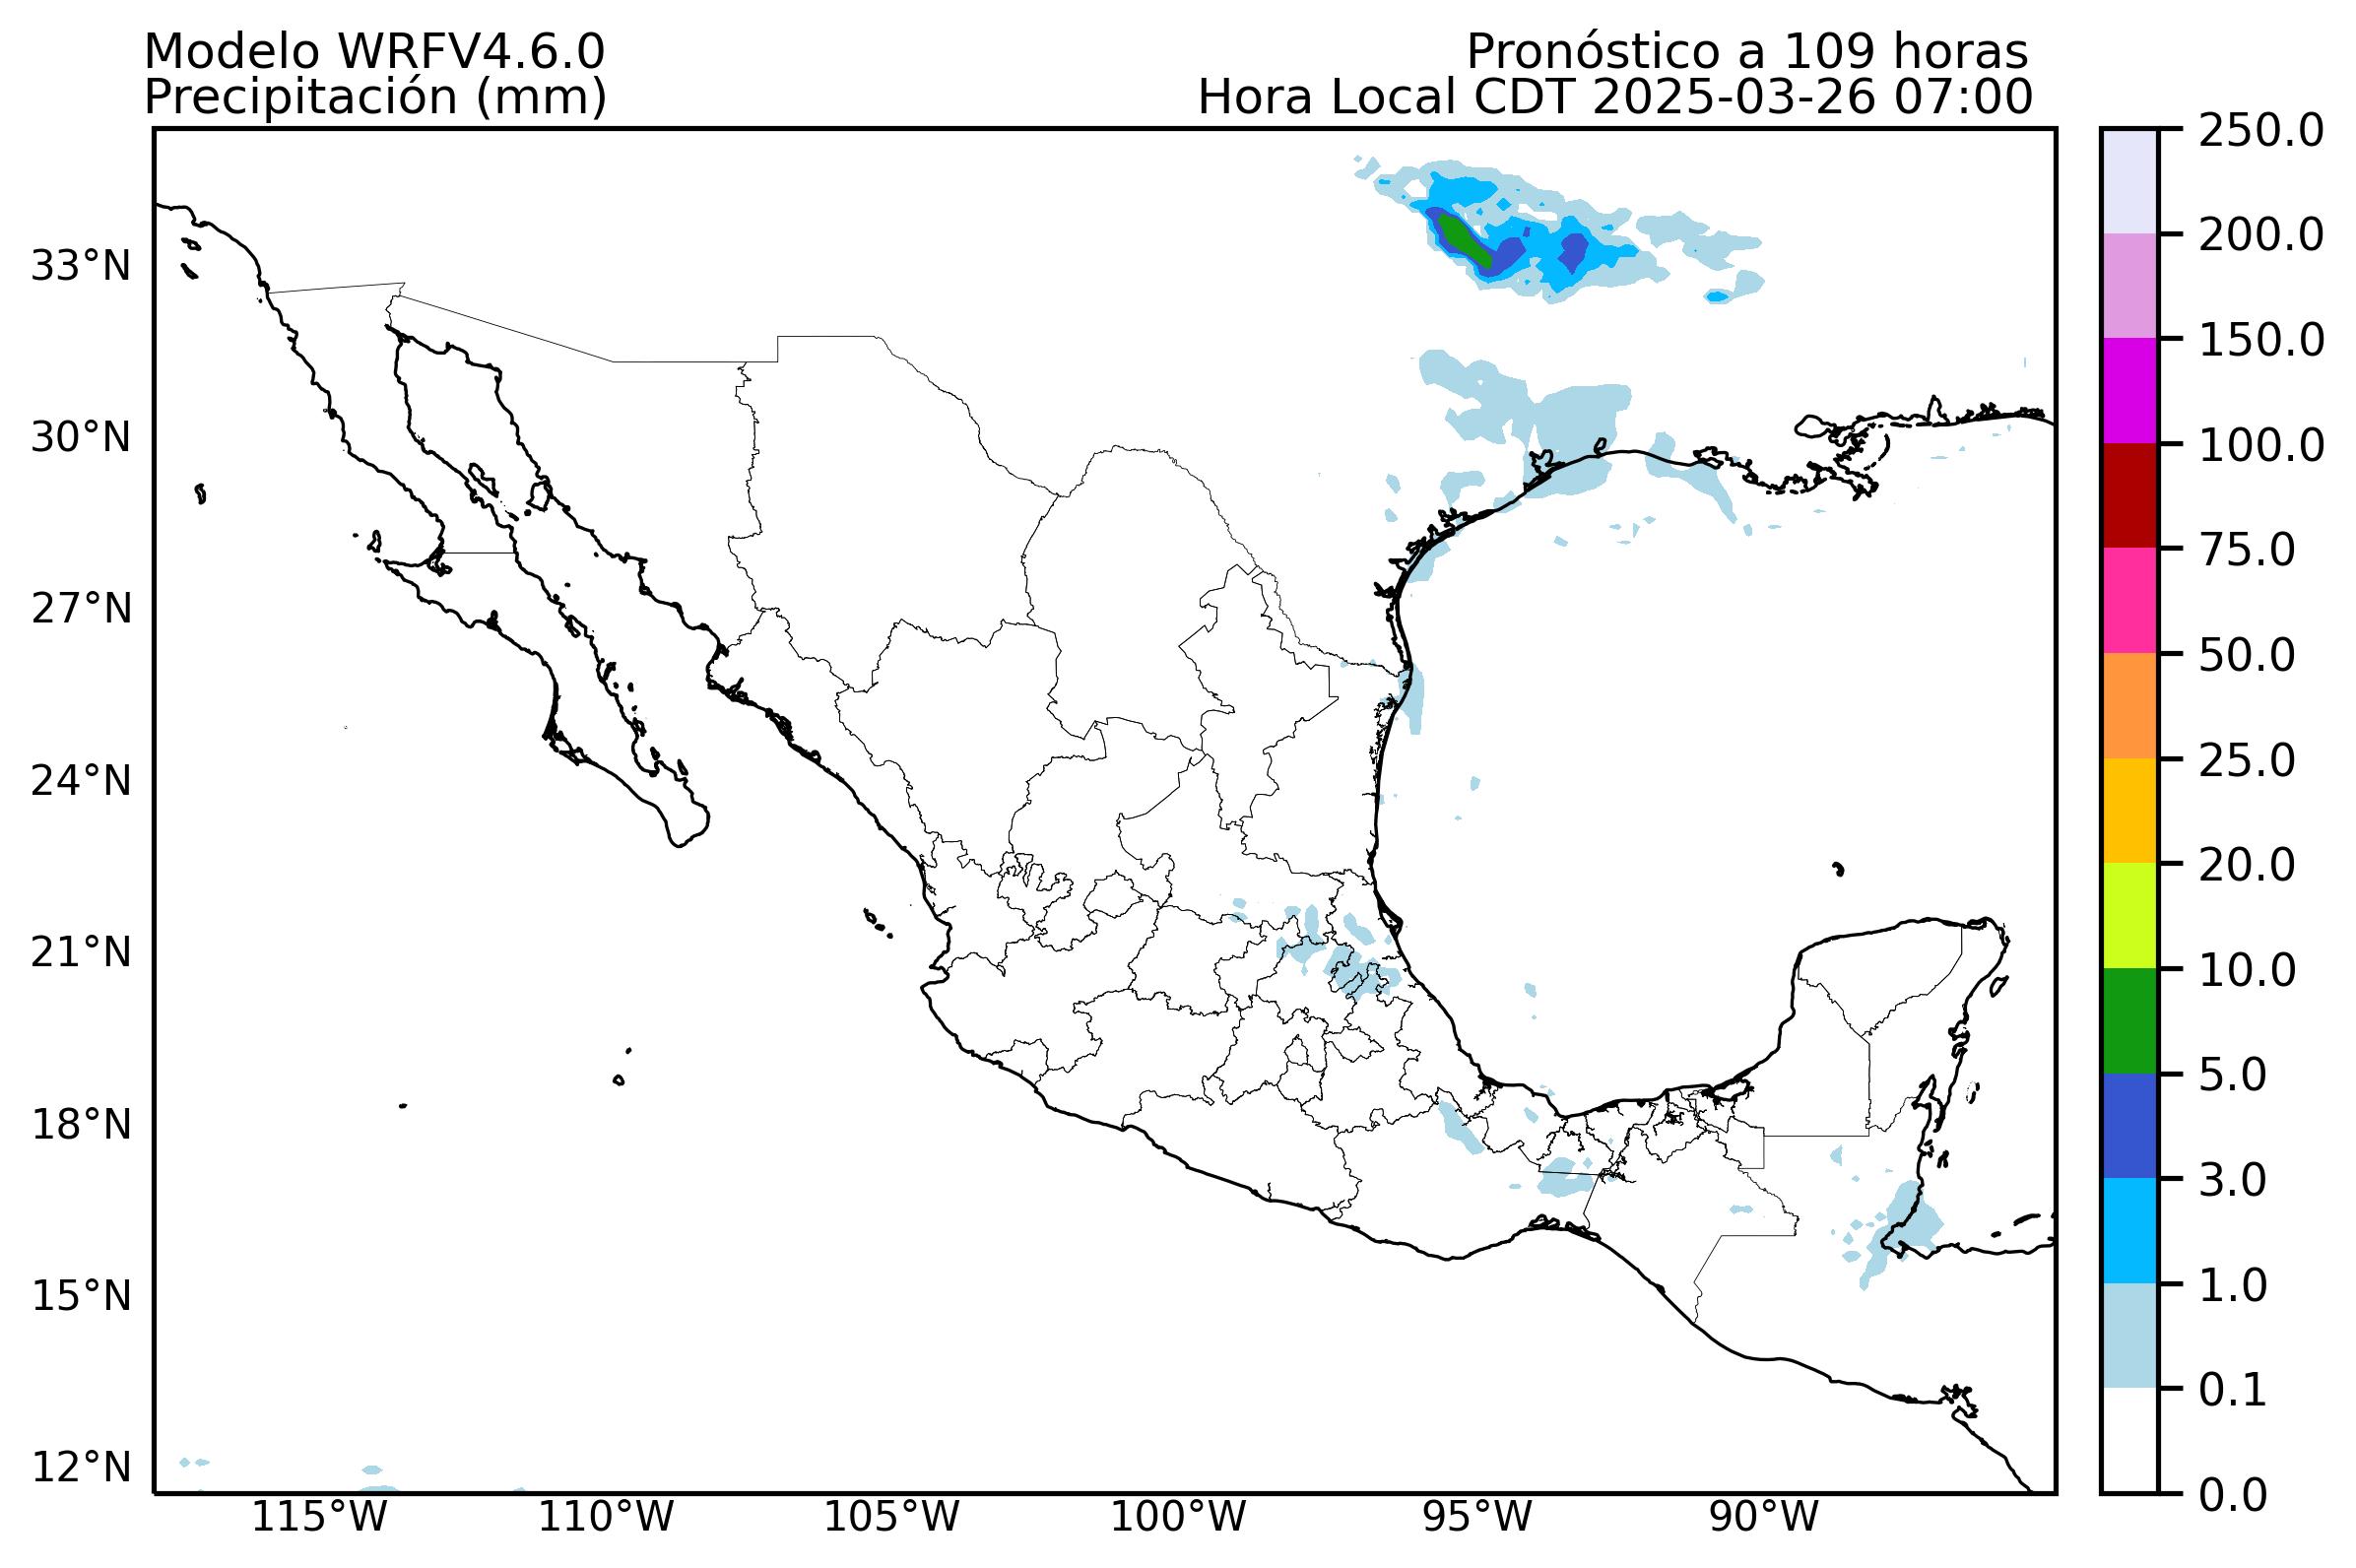 Modelo WRFV4.6.0
Pronóstico a 109 horas
Precipitación (mm)
Hora Local CDT 2025-03-26 07:00
33°N
30°N
27°N
24°N
21°N
18°N
15°N
12°N
115°W
110°W
105°W
100°W
95°W
90°W
250.0
200.0
150.0
100.0
75.0
50.0
25.0
20.0
10.0
5.0
3.0
1.0
0.1
0.0